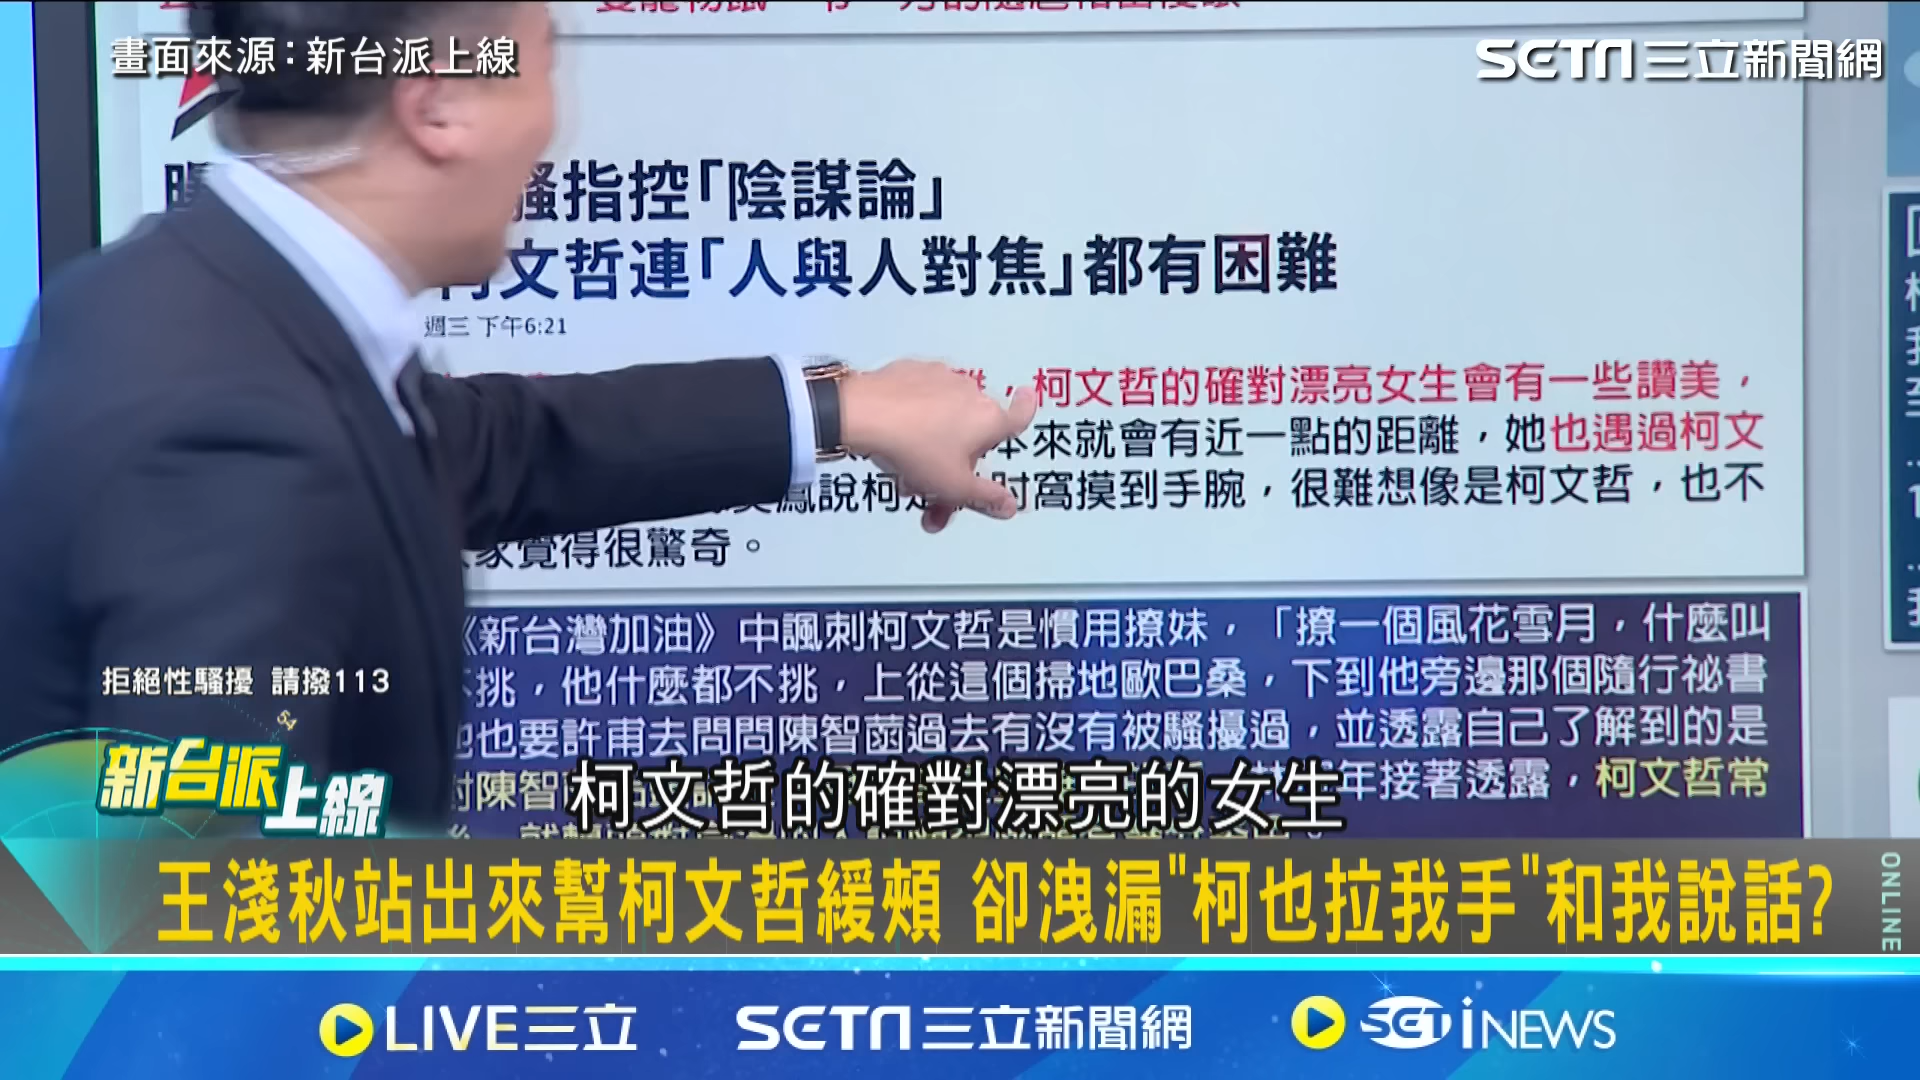 畫面來源：新台派上線
SETN三立新聞網
騷指控「陰謀論」
柯文哲連「人與人對焦」都有困難
週三 下午6:21
，柯文哲的確對漂亮女生會有一些讚美，
本來就會有近一點的距離，她也遇過柯文
說柯是 肘窩摸到手腕，很難想像是柯文哲，也不
家覺得很驚奇。
《新台灣加油》中諷刺柯文哲是慣用撩妹，「撩一個風花雪月，什麼叫
不挑，他什麼都不挑，上從這個掃地歐巴桑，下到他旁邊那個隨行祕書
他也要許甫去問問陳智菡過去有沒有被騷擾過，並透露自己了解到的是
對陳智 年接著透露，柯文哲常
拒絕性騷擾 請撥113
新台派上線
柯文哲的確對漂亮的女生
王淺秋站出來幫柯文哲緩頰 卻洩漏"柯也拉我手"和我說話?
ONLINE
LIVE三立
SETN三立新聞網
SETiNEWS